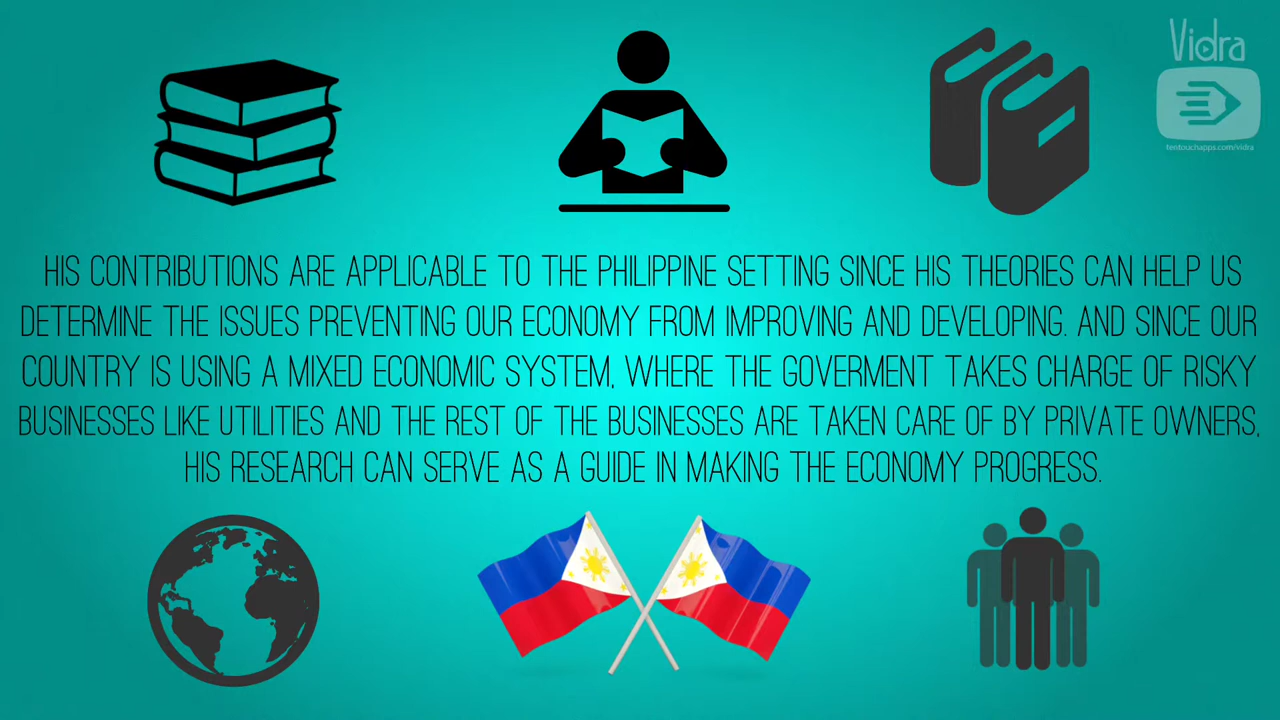 Vidra
tentouchapps.com/vidra
HIS CONTRIBUTIONS ARE APPLICABLE TO THE PHILIPPINE SETTING SINCE HIS THEORIES CAN HELP US
DETERMINE THE ISSUES PREVENTING OUR ECONOMY FROM IMPROVING AND DEVELOPING. AND SINCE OUR
COUNTRY IS USING A MIXED ECONOMIC SYSTEM, WHERE THE GOVERMENT TAKES CHARGE OF RISKY
BUSINESSES LIKE UTILITIES AND THE REST OF THE BUSINESSES ARE TAKEN CARE OF BY PRIVATE OWNERS,
HIS RESEARCH CAN SERVE AS A GUIDE IN MAKING THE ECONOMY PROGRESS.